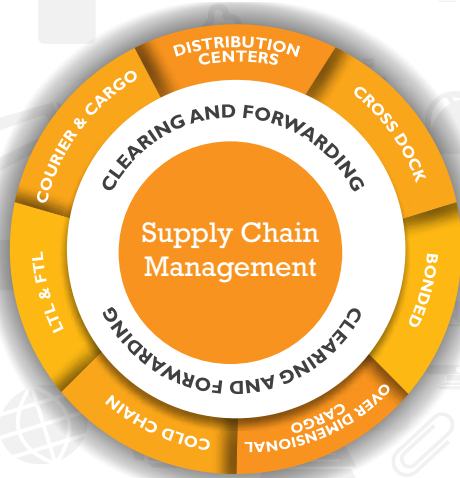 DISTRIBUTION
CENTERS
CROSS DOCK
BONDED
OVER DIMENSIONAL
CARGO
COLD CHAIN
LTL & FTL
COURIER & CARGO
CLEARING AND FORWARDING
Supply Chain
Management
CLEARING AND FORWARDING